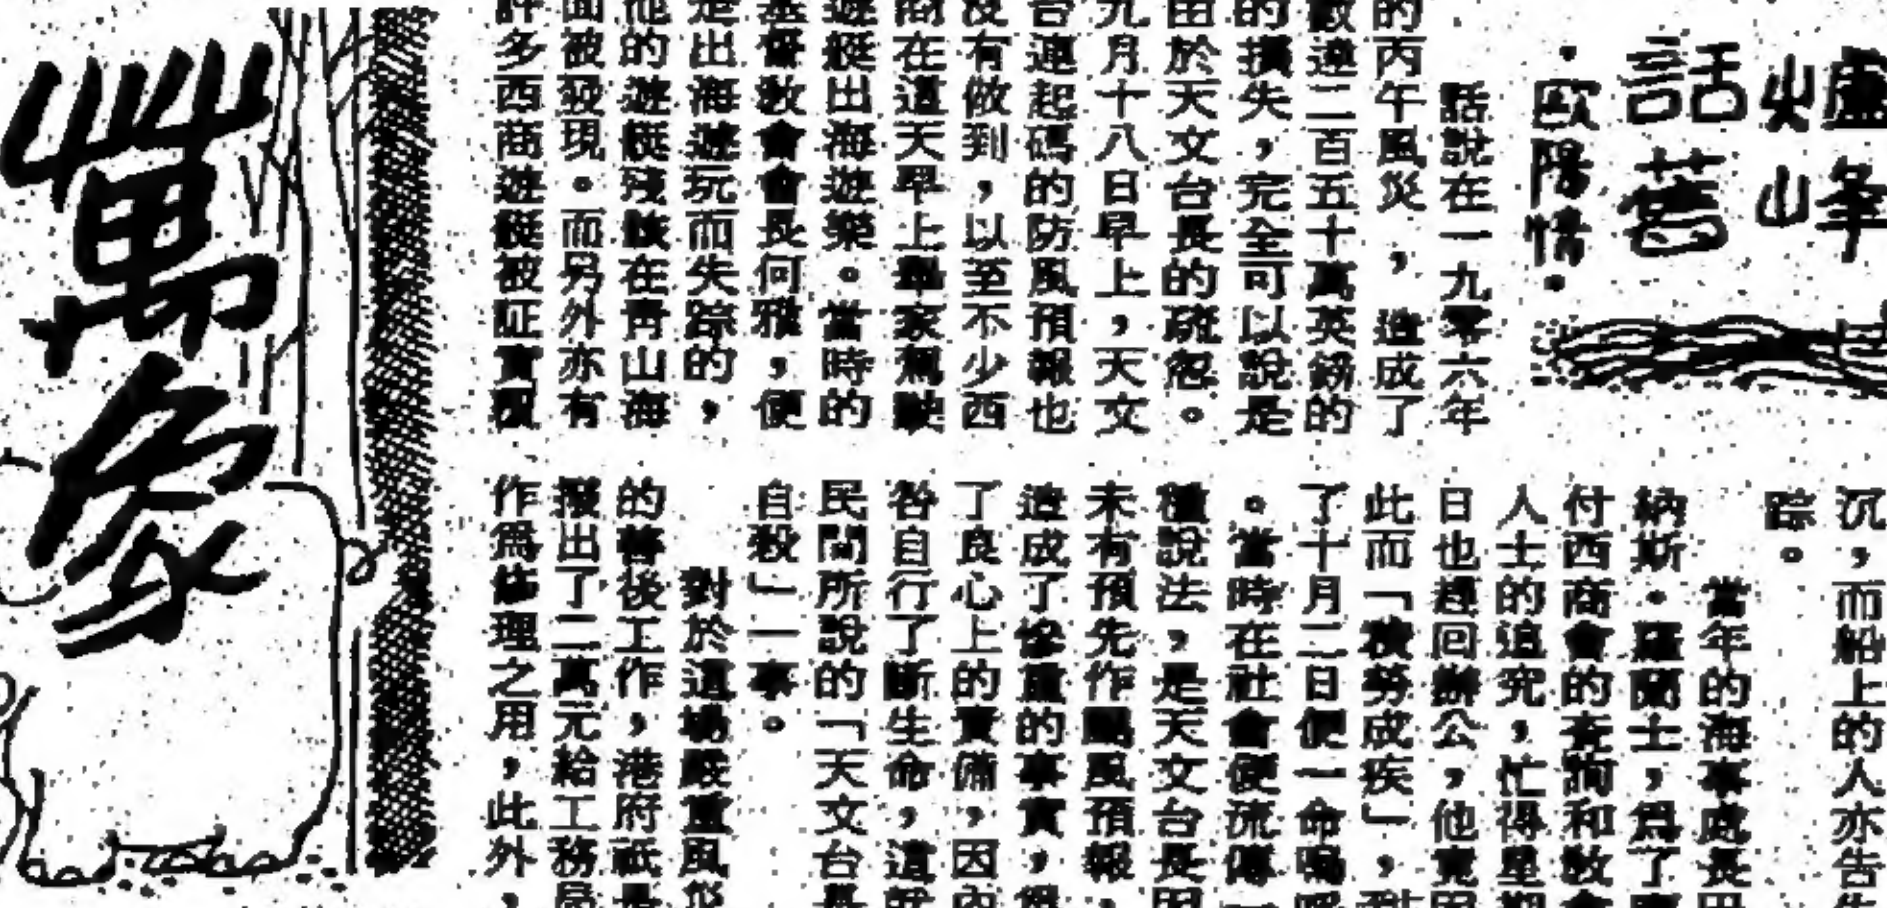 爐峰
山
話舊
·歐陽情·
話說在一九零六年
的丙午風災，造成了
數達二百五十萬英鎊的
的損失，完全可以說是
由於天文台長的疏忽。
九月十八日早上，天文
台連起碼的防風預報也
沒有做到，以至不少西
商在這天早上舉家駕駛
遊艇出海遊樂。當時的
基督教會會長何雅，便
是出海遊玩而失踪的，
他的遊艇殘骸在青山海
面被發現。而另外亦有
許多西商遊艇被証實覆
沉，而船上的人亦告失
踪。
當年的海事處長
納斯·羅蘭士，為了
付西商會的查詢和教會
人士的追究，忙得星期
日也趕回辦公，他竟因
此而「積勞成疾」，到
了十月二日便一命嗚呼
。當時在社會便流傳一
種說法，是天文台長因
未有預先作颶風預報，
造成了慘重的事實，
了良心上的責備，因內
咎自行了斷生命，這就
民間所說的「天文台長
自殺」一事。
對於這場嚴重風災
的善後工作，港府祇是
撥出了二萬元給工務局
作為修理之用，此外，
萬象